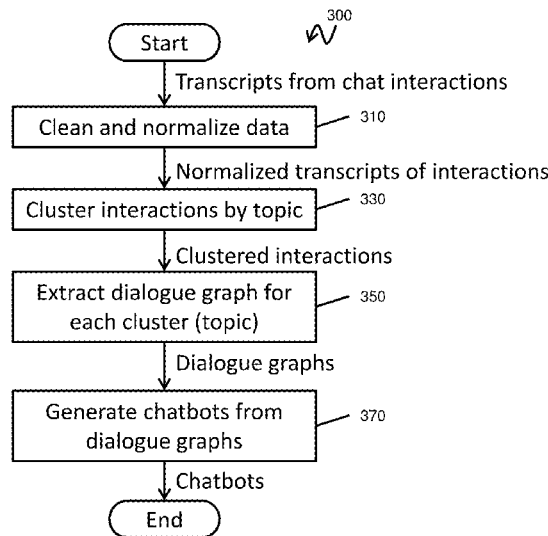 300
Start
Transcripts from chat interactions
Clean and normalize data
310
Normalized transcripts of interactions
Cluster interactions by topic
330
Clustered interactions
Extract dialogue graph for
each cluster (topic)
350
Dialogue graphs
Generate chatbots from
dialogue graphs
370
Chatbots
End